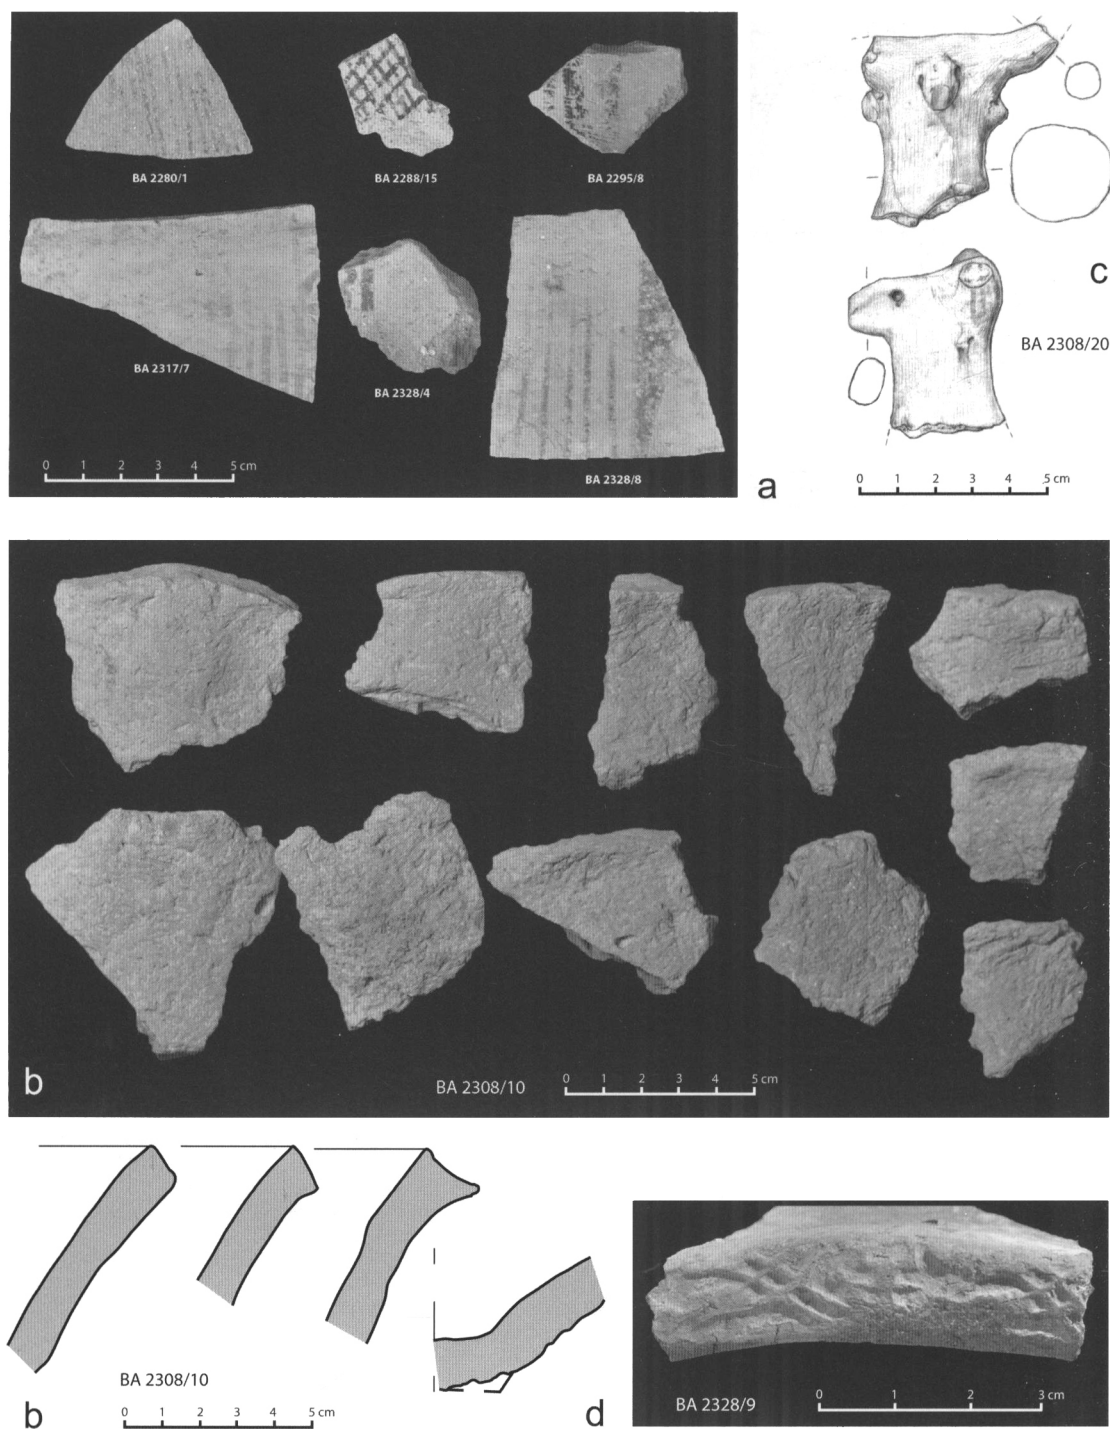 BA 2280/1
BA 2288/15
BA 2295/8
BA 2317/7
BA 2328/4
BA 2328/8
0 1 2 3 4 5 cm
a
c
BA 2308/20
0 1 2 3 4 5 cm
b
BA 2308/10
0 1 2 3 4 5 cm
BA 2308/10
b
0 1 2 3 4 5 cm
d
BA 2328/9
0 1 2 3 cm